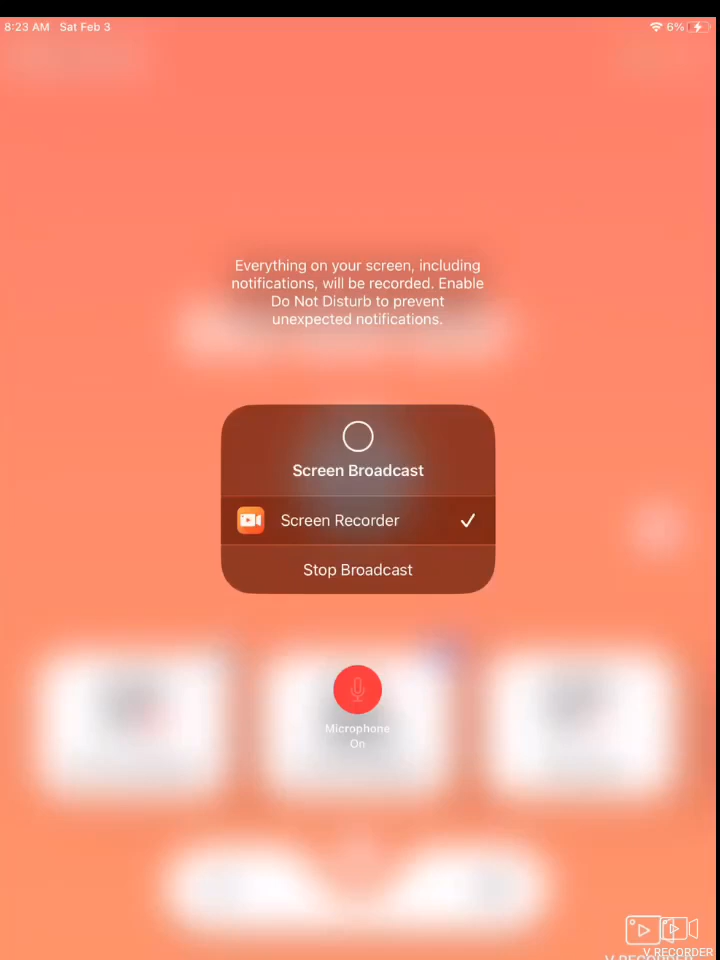 8:23 AM Sat Feb 3 6%
Everything on your screen, including
notifications, will be recorded. Enable
Do Not Disturb to prevent
unexpected notifications.
Screen Broadcast
Screen Recorder
Stop Broadcast
Microphone
On
V.RECORDER
V.RECORDER